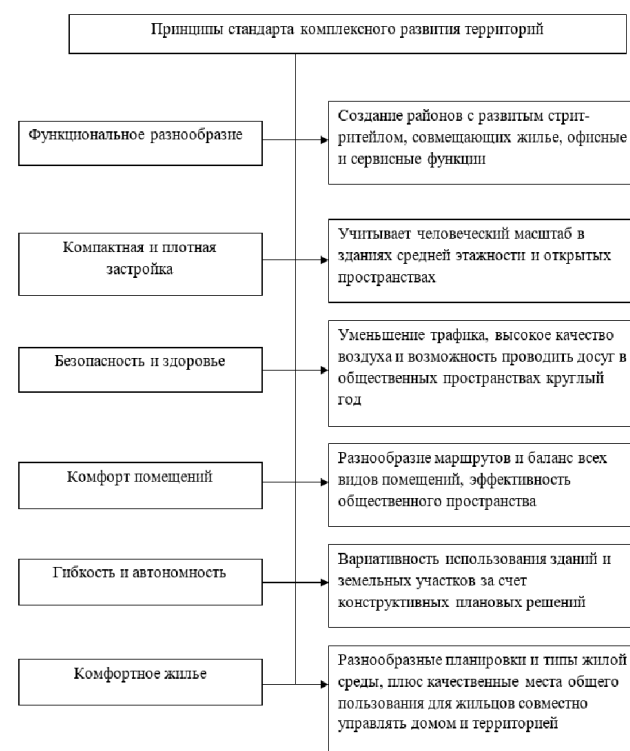 Принципы стандарта комплексного развития территорий
Функциональное разнообразие
Создание районов с развитым стрит-
ритейлом, совмещающих жилье, офисные
и сервисные функции
Компактная и плотная
застройка
Учитывает человеческий масштаб в
зданиях средней этажности и открытых
пространствах
Безопасность и здоровье
Уменьшение трафика, высокое качество
воздуха и возможность проводить досуг в
общественных пространствах круглый
год
Комфорт помещений
Разнообразие маршрутов и баланс всех
видов помещений, эффективность
общественного пространства
Гибкость и автономность
Вариативность использования зданий и
земельных участков за счет
конструктивных плановых решений
Комфортное жилье
Разнообразные планировки и типы жилой
среды, плюс качественные места общего
пользования для жильцов совместно
управлять домом и территорией